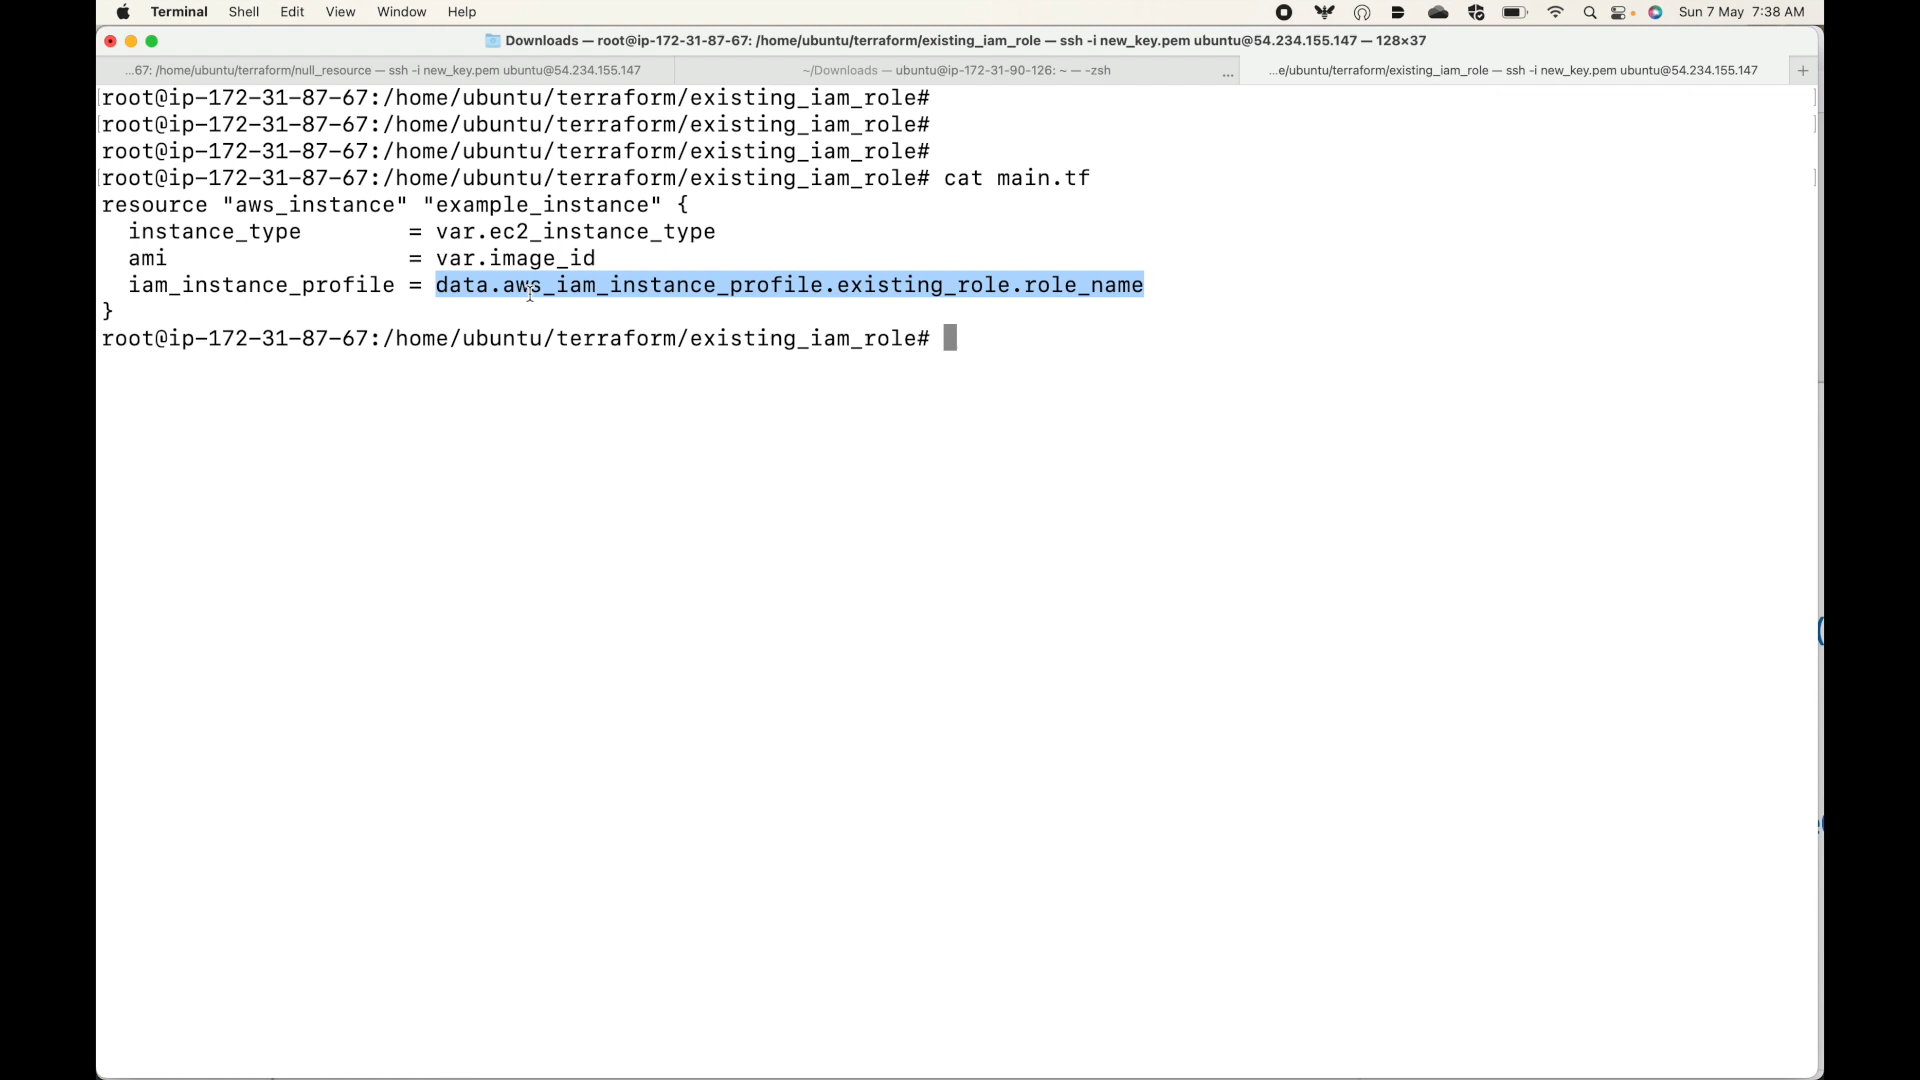 Terminal Shell Edit View Window Help Sun 7 May 7:38 AM
Downloads — root@ip-172-31-87-67: /home/ubuntu/terraform/existing_iam_role — ssh -i new_key.pem ubuntu@54.234.155.147 — 128×37
...67: /home/ubuntu/terraform/null_resource — ssh -i new_key.pem ubuntu@54.234.155.147 ~/Downloads — ubuntu@ip-172-31-90-126: ~ — -zsh ... ...e/ubuntu/terraform/existing_iam_role — ssh -i new_key.pem ubuntu@54.234.155.147 +
[root@ip-172-31-87-67:/home/ubuntu/terraform/existing_iam_role# ]
[root@ip-172-31-87-67:/home/ubuntu/terraform/existing_iam_role# ]
root@ip-172-31-87-67:/home/ubuntu/terraform/existing_iam_role#
[root@ip-172-31-87-67:/home/ubuntu/terraform/existing_iam_role# cat main.tf ]
resource "aws_instance" "example_instance" {
  instance_type        = var.ec2_instance_type
  ami                  = var.image_id
  iam_instance_profile = data.aws_iam_instance_profile.existing_role.role_name
}
root@ip-172-31-87-67:/home/ubuntu/terraform/existing_iam_role#